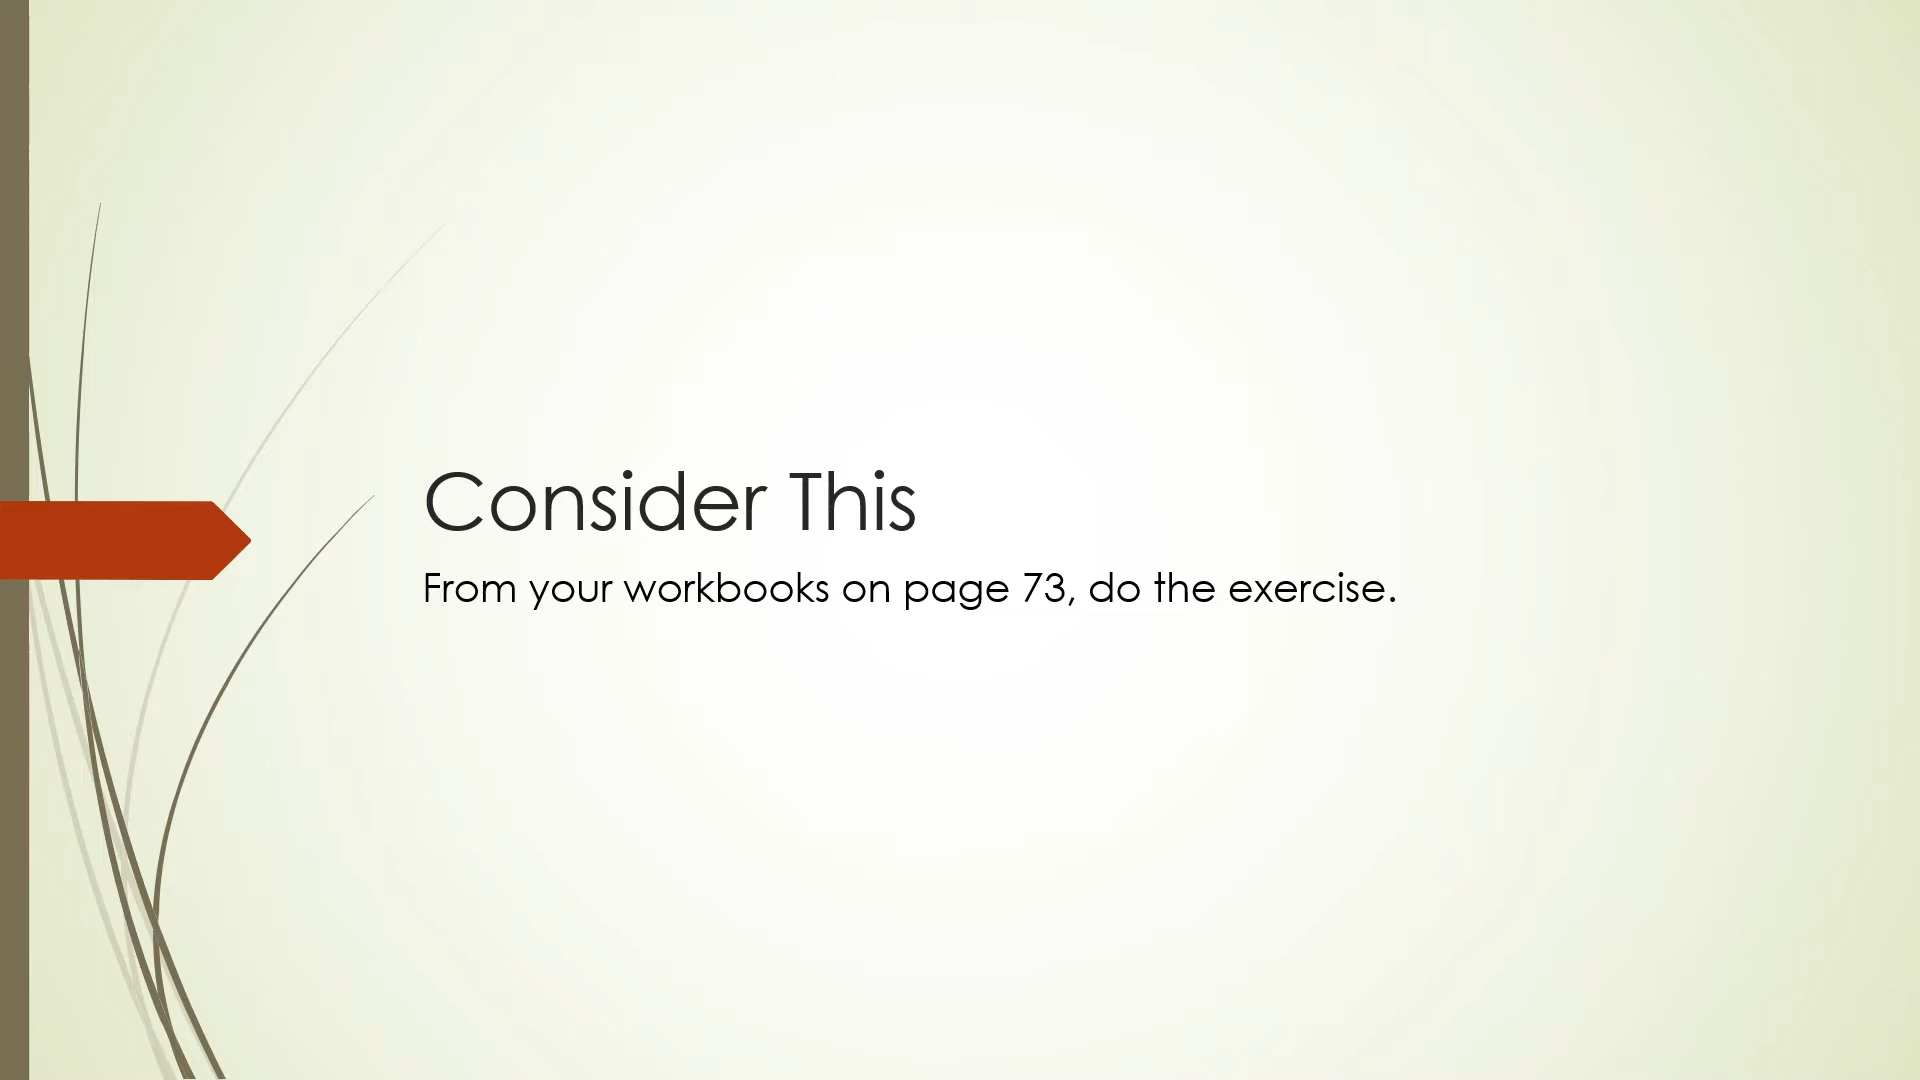 Consider This
From your workbooks on page 73, do the exercise.